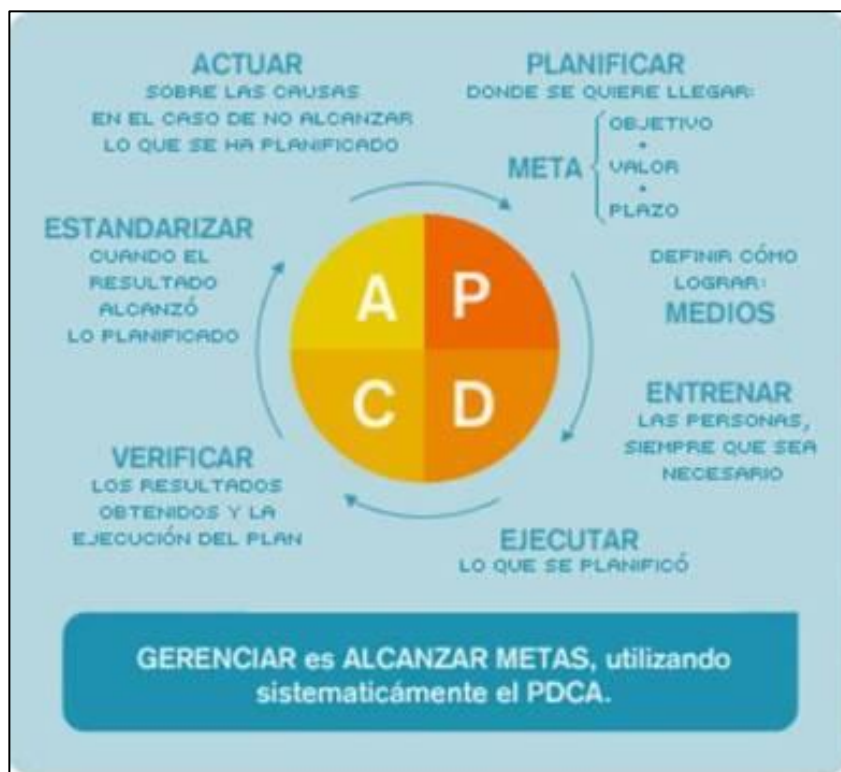 ACTUAR
SOBRE LAS CAUSAS
EN EL CASO DE NO ALCANZAR
LO QUE SE HA PLANIFICADO
PLANIFICAR
DONDE SE QUIERE LLEGAR:
META
OBJETIVO
•
VALOR
•
PLAZO
DEFINIR CÓMO
LOGRAR:
MEDIOS
ENTRENAR
LAS PERSONAS,
SIEMPRE QUE SEA
NECESARIO
EJECUTAR
LO QUE SE PLANIFICÓ
VERIFICAR
LOS RESULTADOS
OBTENIDOS Y LA
EJECUCIÓN DEL PLAN
ESTANDARIZAR
CUANDO EL
RESULTADO
ALCANZÓ
LO PLANIFICADO
A P
C D
GERENCIAR es ALCANZAR METAS, utilizando
sistematicámente el PDCA.